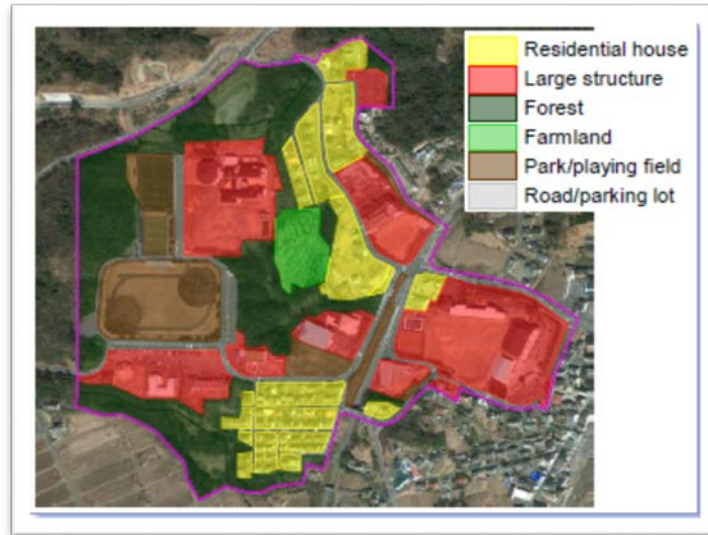 Residential house
Large structure
Forest
Farmland
Park/playing field
Road/parking lot